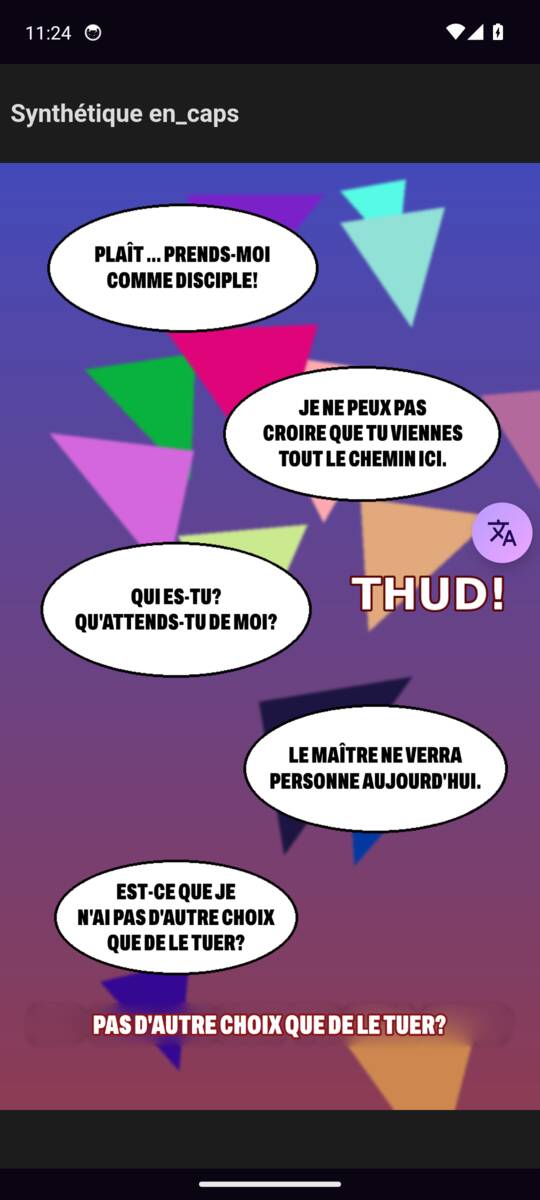 11:24
Synthétique en_caps
PLAÎT ... PRENDS-MOI
COMME DISCIPLE!
JE NE PEUX PAS
CROIRE QUE TU VIENNES
TOUT LE CHEMIN ICI.
QUI ES-TU?
QU'ATTENDS-TU DE MOI?
THUD!
LE MAÎTRE NE VERRA
PERSONNE AUJOURD'HUI.
EST-CE QUE JE
N'AI PAS D'AUTRE CHOIX
QUE DE LE TUER?
PAS D'AUTRE CHOIX QUE DE LE TUER?